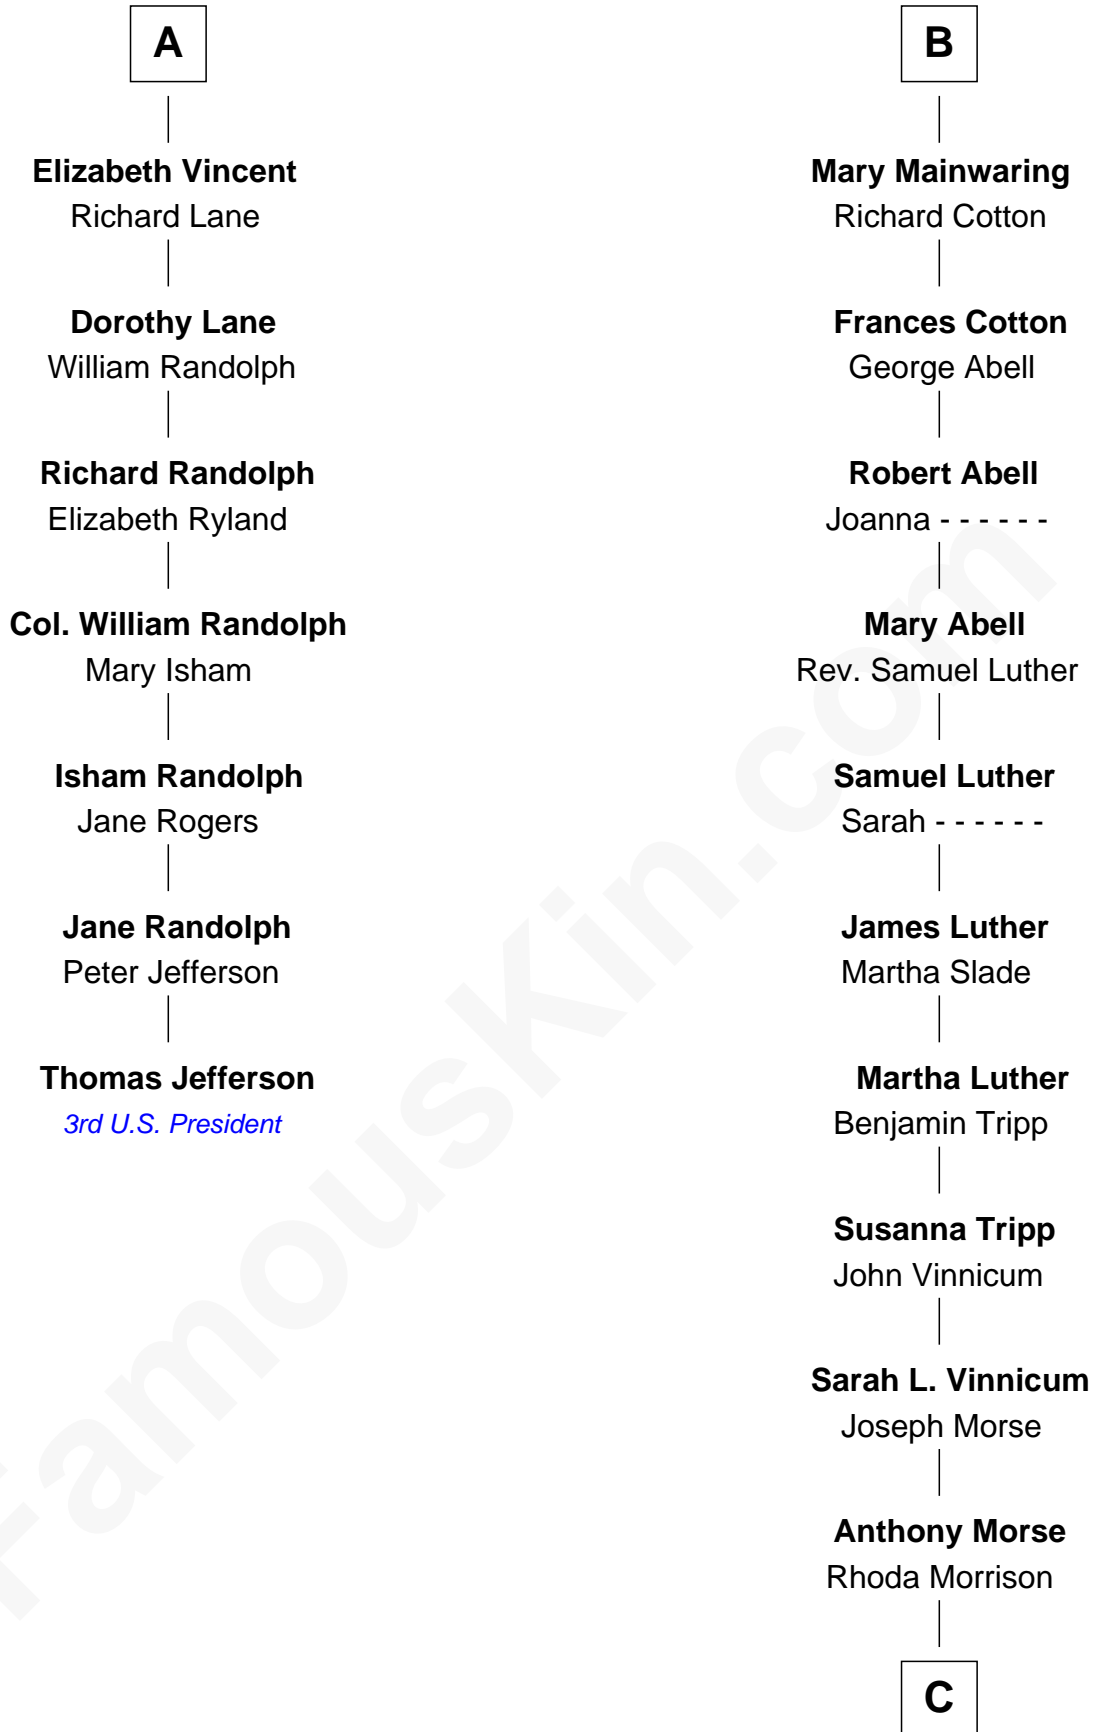 A
Elizabeth Vincent
Richard Lane
Dorothy Lane
William Randolph
Richard Randolph
Elizabeth Ryland
Col. William Randolph
Mary Isham
Isham Randolph
Jane Rogers
Jane Randolph
Peter Jefferson
Thomas Jefferson
3rd U.S. President
B
Mary Mainwaring
Richard Cotton
Frances Cotton
George Abell
Robert Abell
Joanna - - - - - -
Mary Abell
Rev. Samuel Luther
Samuel Luther
Sarah - - - - - -
James Luther
Martha Slade
Martha Luther
Benjamin Tripp
Susanna Tripp
John Vinnicum
Sarah L. Vinnicum
Joseph Morse
Anthony Morse
Rhoda Morrison
C
FamousKin.com